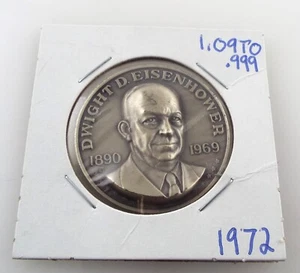 1.09TO
.999
DWIGHT D. EISENHOWER
1890 1969
1972